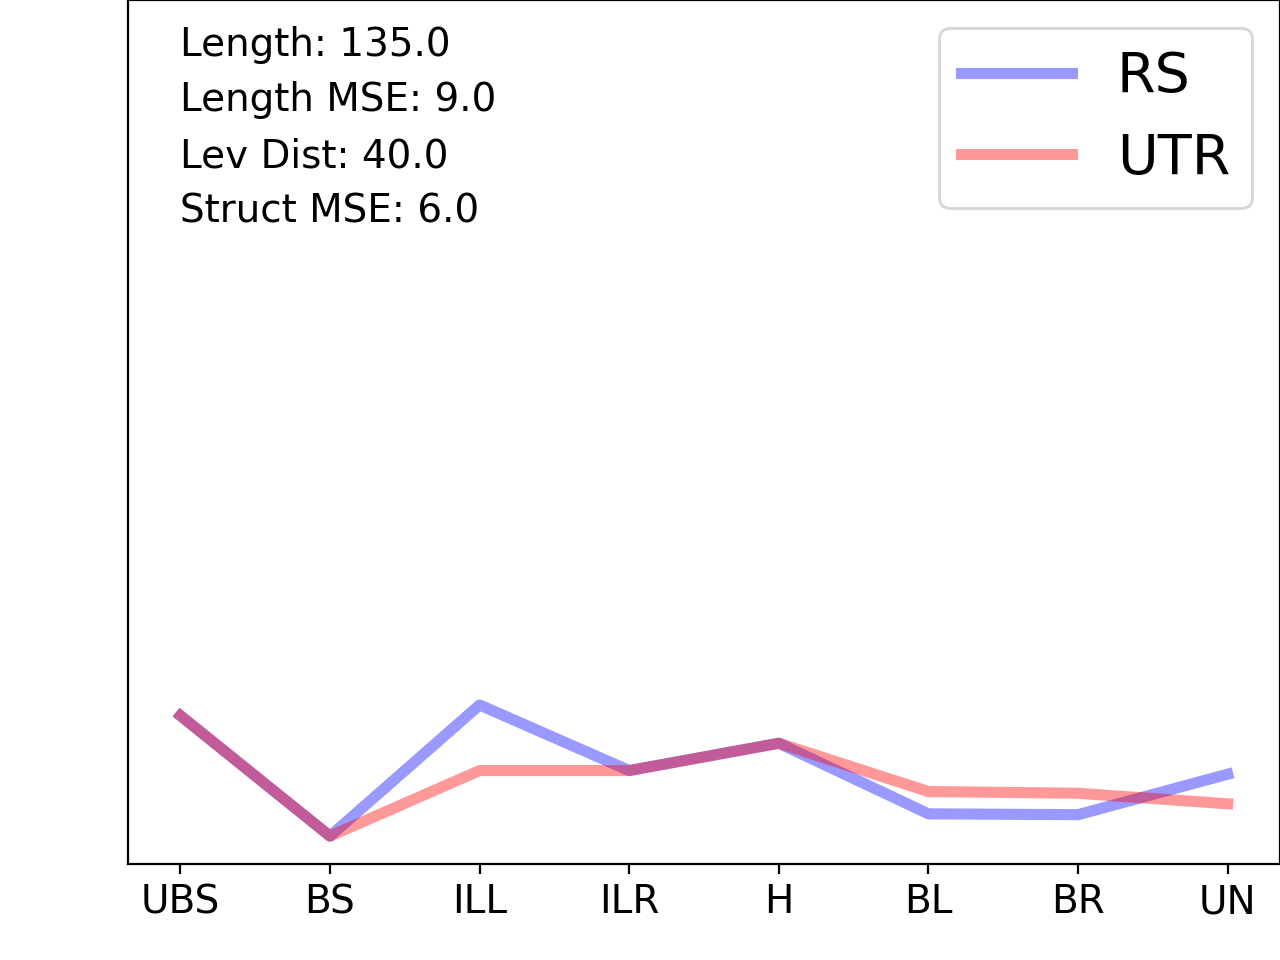 Length: 135.0
Length MSE: 9.0
Lev Dist: 40.0
Struct MSE: 6.0
RS
UTR
UBS BS ILL ILR H BL BR UN